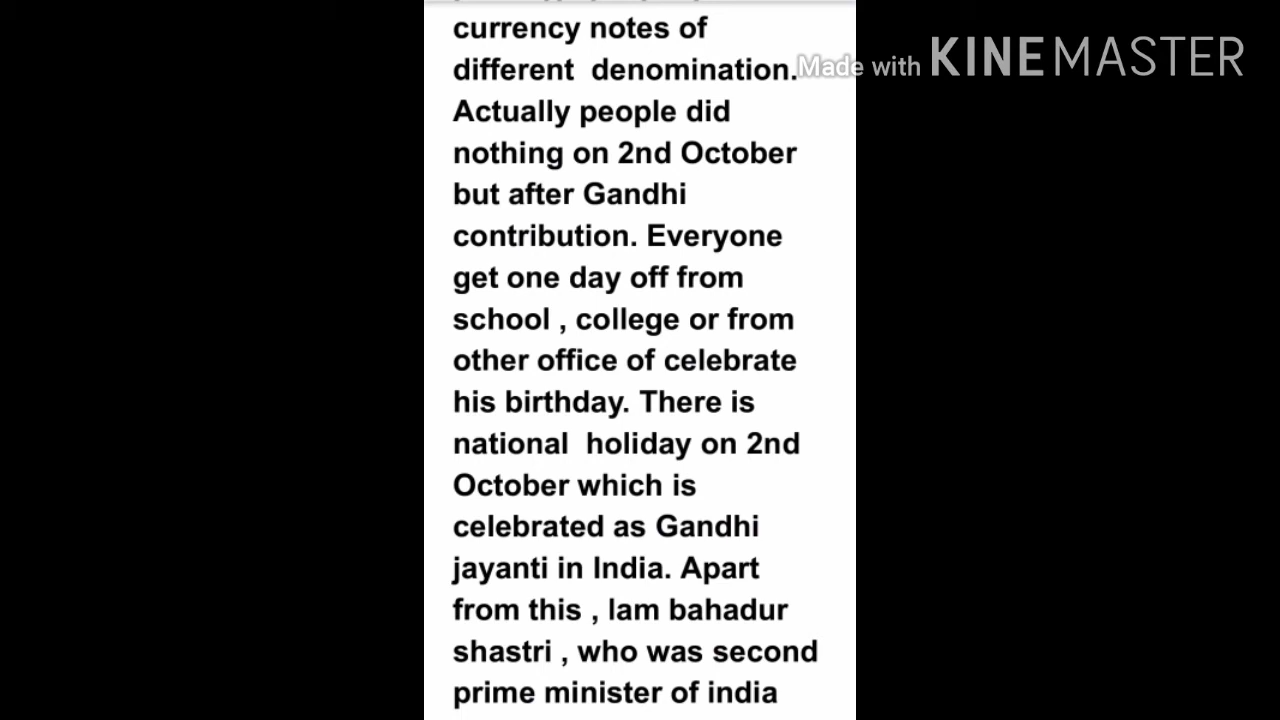 currency notes of
different denomination.
Made with KINEMASTER
Actually people did
nothing on 2nd October
but after Gandhi
contribution. Everyone
get one day off from
school , college or from
other office of celebrate
his birthday. There is
national holiday on 2nd
October which is
celebrated as Gandhi
jayanti in India. Apart
from this , lam bahadur
shastri , who was second
prime minister of india